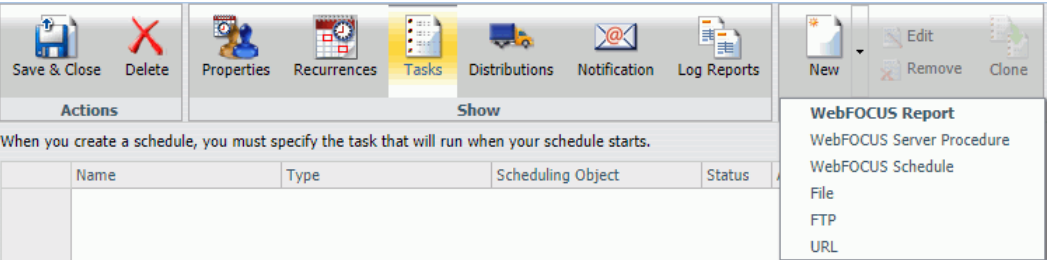 Save & Close Delete Properties Recurrences Tasks Distributions Notification Log Reports New Edit Remove Clone
Actions Show
WebFOCUS Report
When you create a schedule, you must specify the task that will run when your schedule starts.
WebFOCUS Server Procedure
WebFOCUS Schedule
Name Type Scheduling Object Status
File
FTP
URL